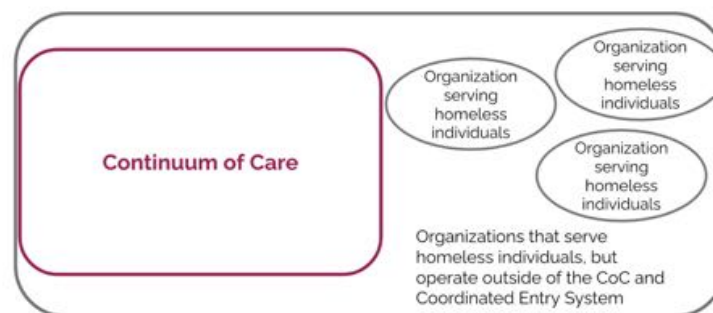 Continuum of Care
Organization
serving
homeless
individuals
Organization
serving
homeless
individuals
Organization
serving
homeless
individuals
Organizations that serve
homeless individuals, but
operate outside of the CoC and
Coordinated Entry System